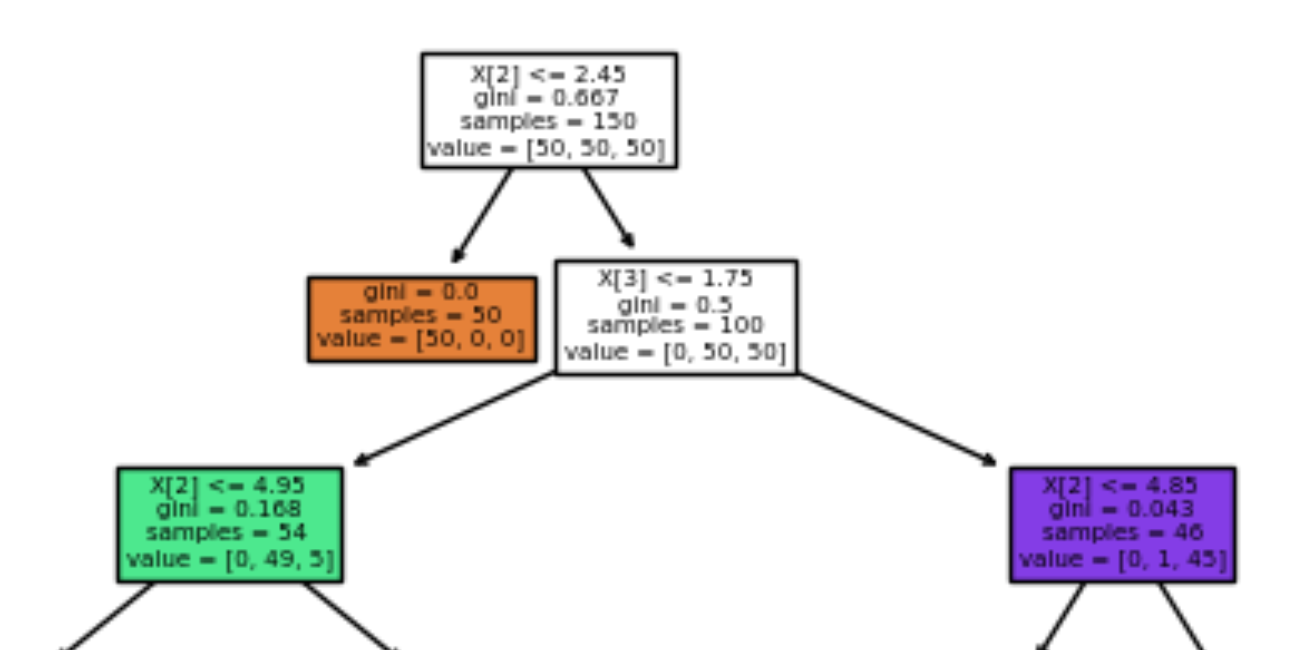 X[2] <= 2.45
gini = 0.667
samples = 150
value = [50, 50, 50]
gini = 0.0
samples = 50
value = [50, 0, 0]
X[3] <= 1.75
gini = 0.5
samples = 100
value = [0, 50, 50]
X[2] <= 4.95
gini = 0.168
samples = 54
value = [0, 49, 5]
X[2] <= 4.85
gini = 0.043
samples = 46
value = [0, 1, 45]